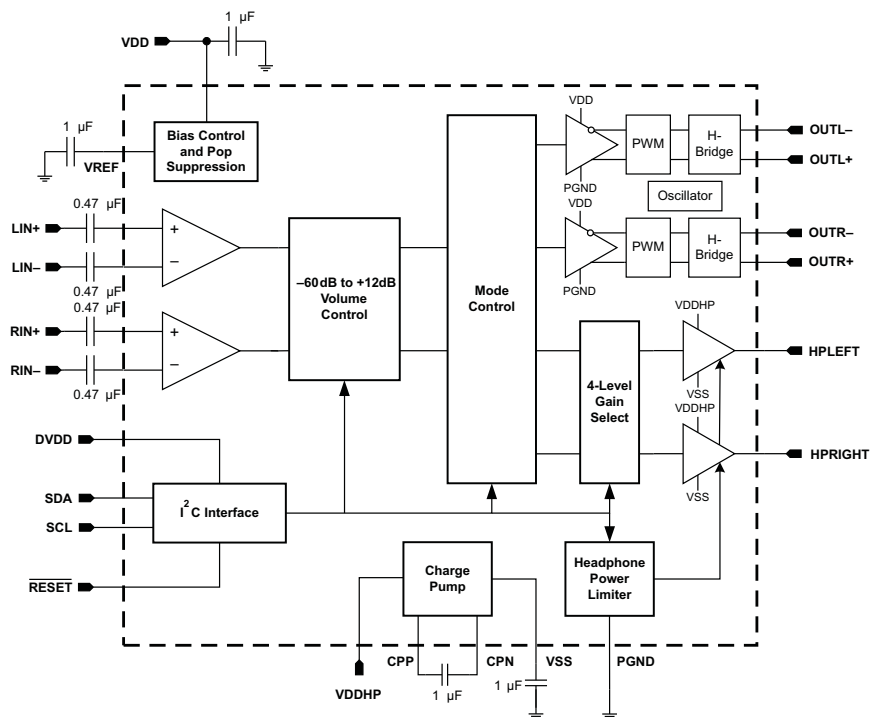 1 µF
VDD
1 µF
VREF
Bias Control
and Pop
Suppression
VDD
PGND
PWM
H-
Bridge
OUTL–
OUTL+
Oscillator
VDD
PGND
PWM
H-
Bridge
OUTR–
OUTR+
0.47 µF
LIN+
LIN–
0.47 µF
+
–
0.47 µF
RIN+
RIN–
0.47 µF
+
–
–60dB to +12dB
Volume
Control
Mode
Control
4-Level
Gain
Select
VDDHP
VSS
HPLEFT
VDDHP
VSS
HPRIGHT
DVDD
SDA
SCL
RESET
I2C Interface
Charge
Pump
Headphone
Power
Limiter
VDDHP
CPP
CPN
1 µF
VSS
1 µF
PGND